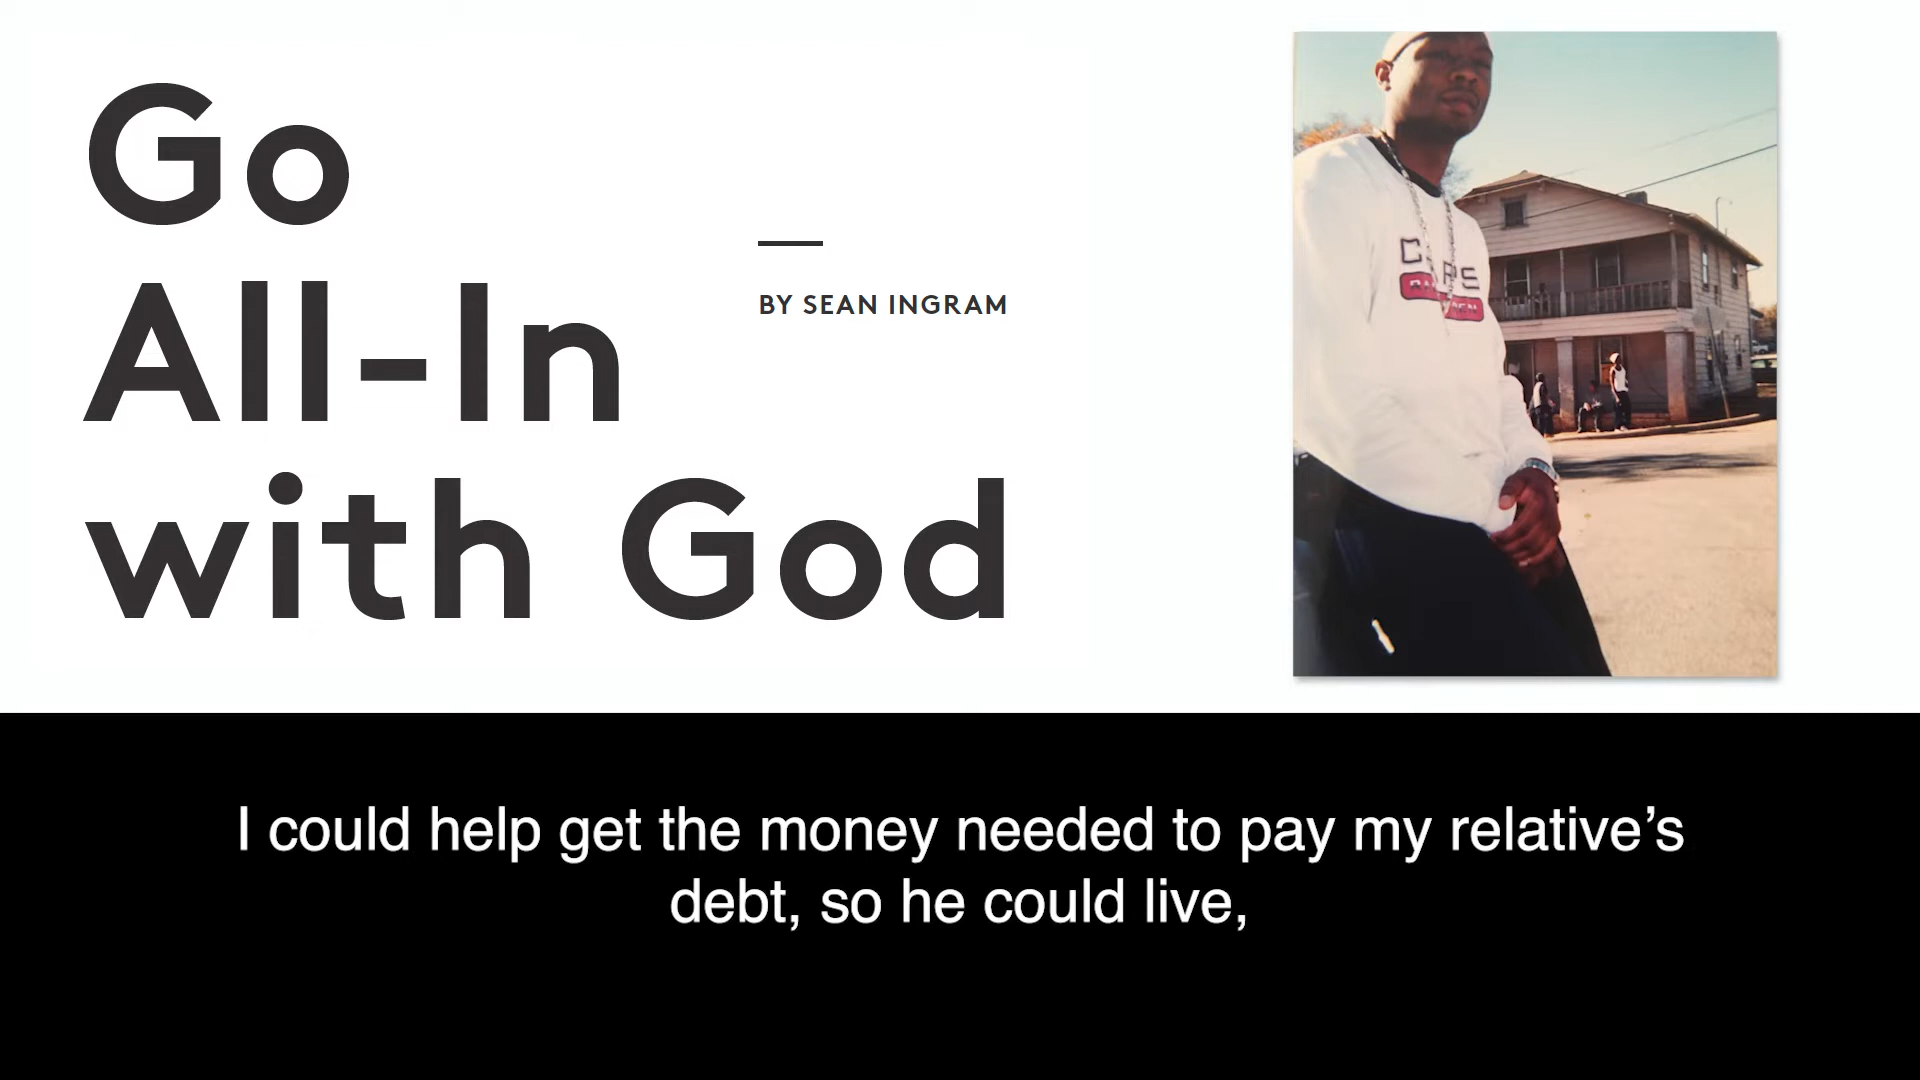 Go
All-In
with God
BY SEAN INGRAM
I could help get the money needed to pay my relative’s
debt, so he could live,